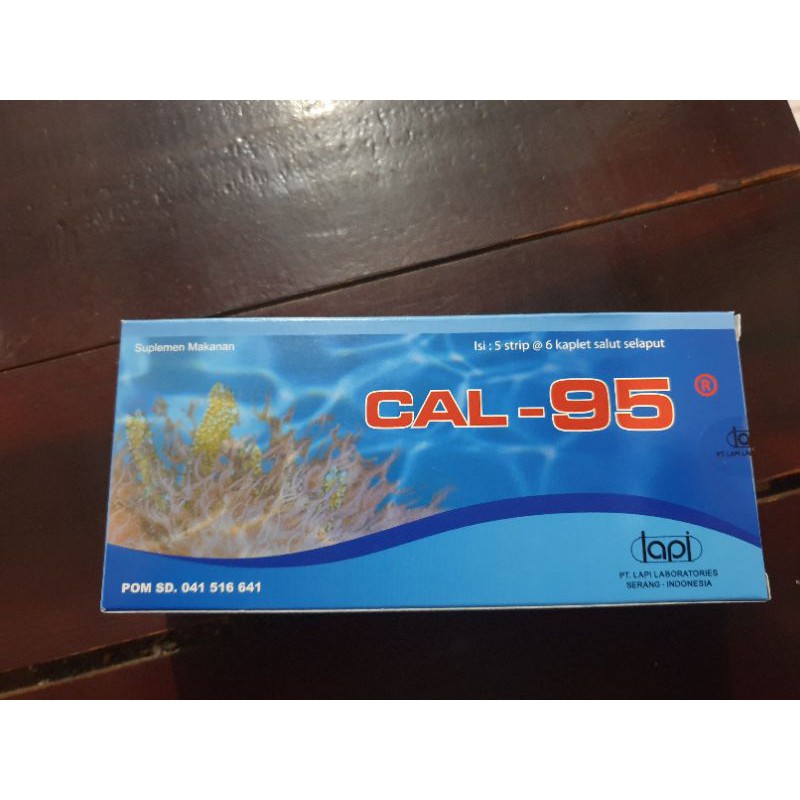 Suplemen Makanan
Isi : 5 strip @ 6 kaplet salut selaput
CAL-95 ®
lapi
PT. LAPI LABORATORIES
SERANG - INDONESIA
POM SD. 041 516 641